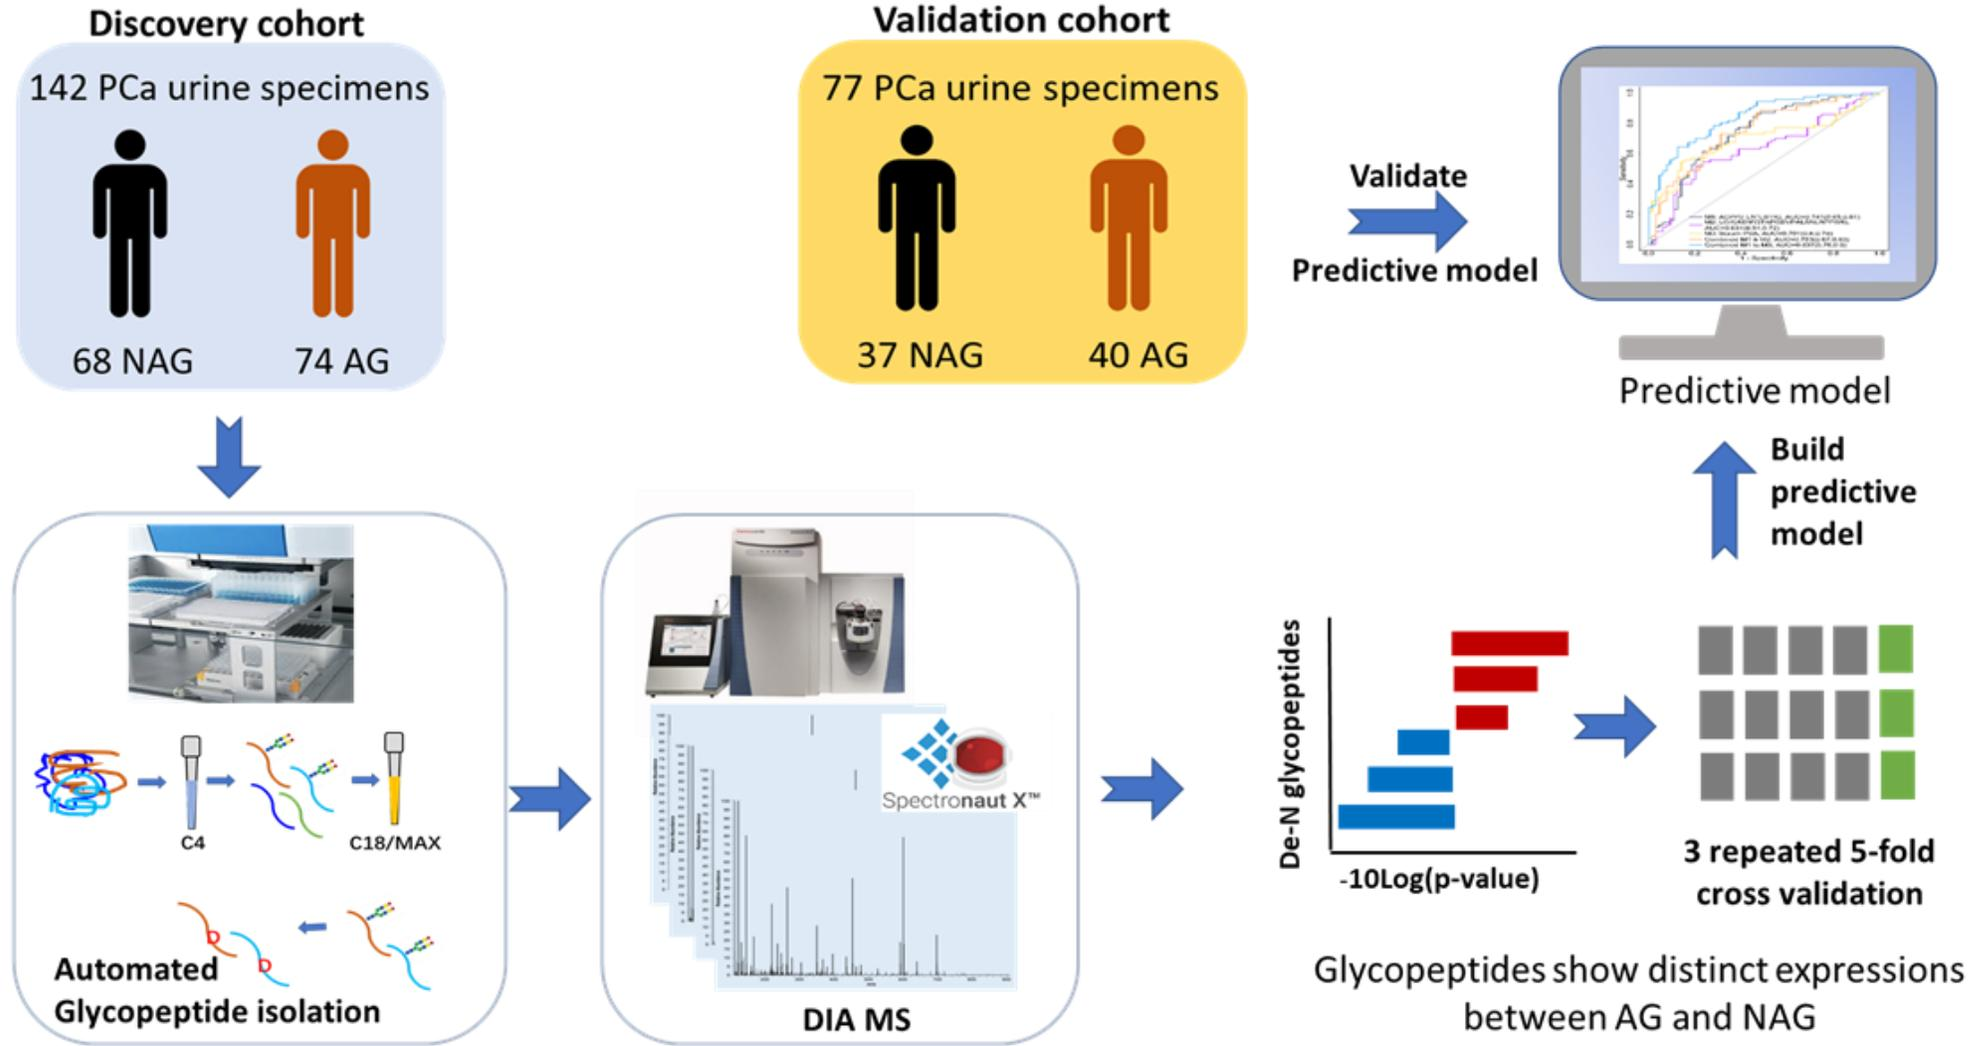 Discovery cohort
142 PCa urine specimens
68 NAG
74 AG
Validation cohort
77 PCa urine specimens
37 NAG
40 AG
Validate
Predictive model
Predictive model
Build
predictive
model
C4
C18/MAX
D
D
Automated
Glycopeptide isolation
Spectronaut X™
DIA MS
De-N glycopeptides
-10Log(p-value)
3 repeated 5-fold
cross validation
Glycopeptides show distinct expressions
between AG and NAG